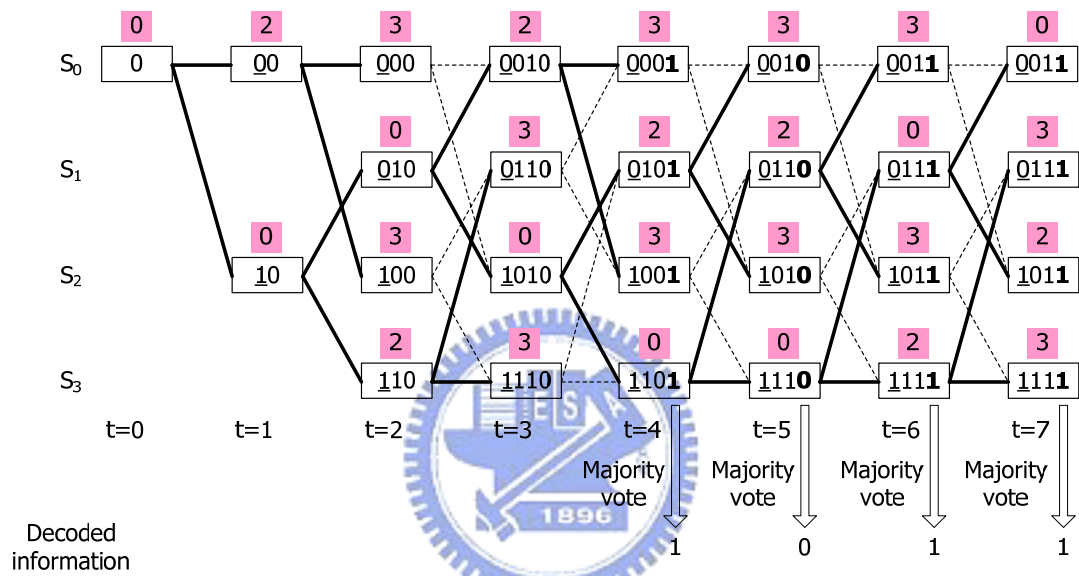 0 2 3 2 3 3 3 0
S0 0 00 000 0010 0001 0010 0011 0011
0 3 2 2 0 3
S1 010 0110 0101 0110 0111 0111
0 3 0 3 3 3 2
S2 10 100 1010 1001 1010 1011 1011
2 3 0 0 2 3
S3 110 1110 1101 1110 1111 1111
t=0 t=1 t=2 t=3 t=4 t=5 t=6 t=7
E S A
Majority vote Majority vote Majority vote Majority vote
1896
Decoded information
1 0 1 1